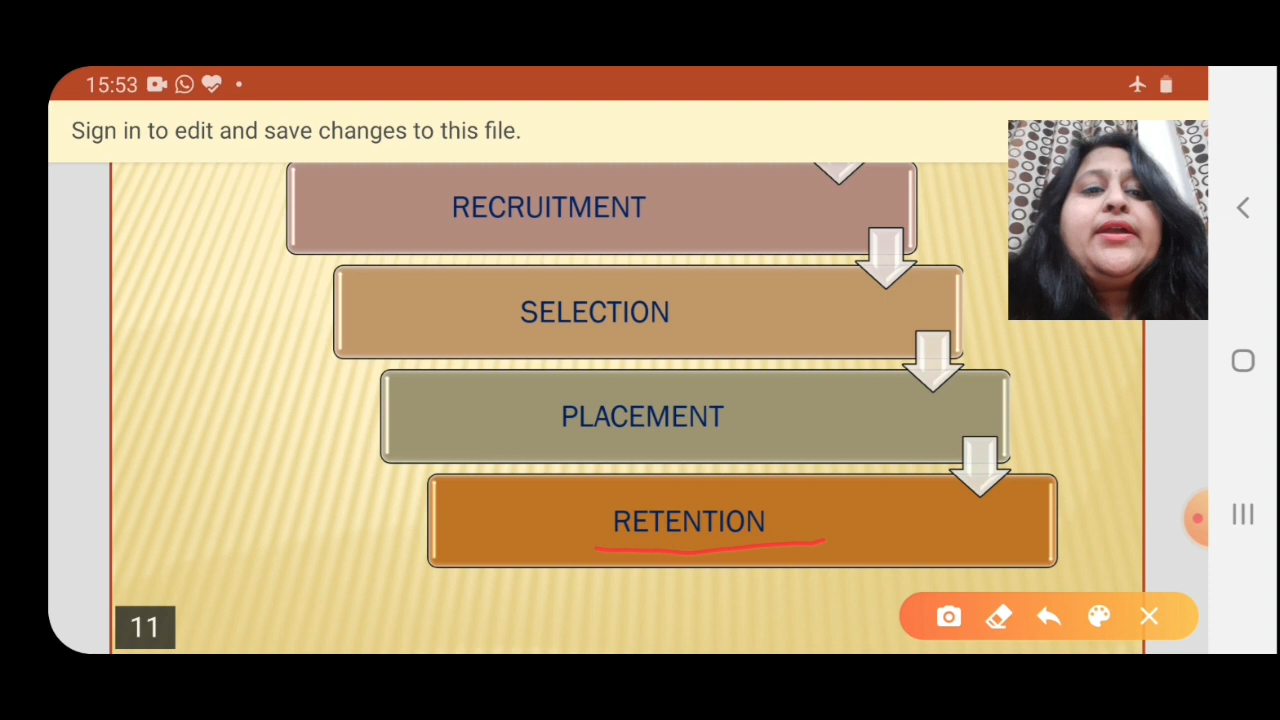 15:53
Sign in to edit and save changes to this file.
RECRUITMENT
SELECTION
PLACEMENT
RETENTION
11